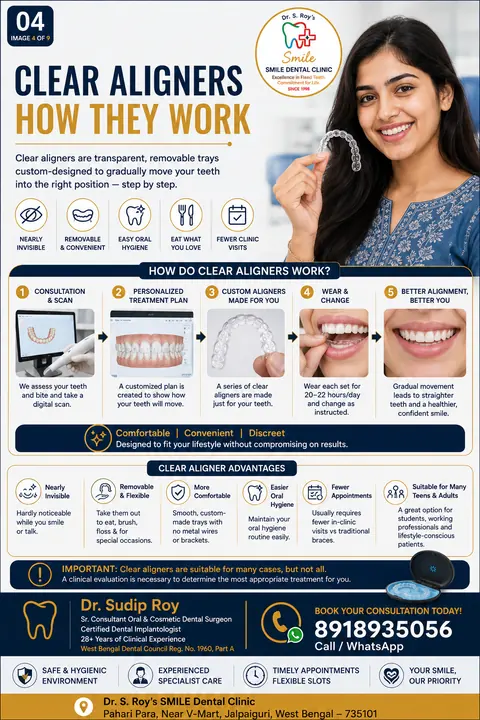 04
IMAGE 4 OF 9
Dr. S. Roy's
Smile
SMILE DENTAL CLINIC
Excellence in Fixed Teeth
Commitment for Life
SINCE 1998
CLEAR ALIGNERS
HOW THEY WORK
Clear aligners are transparent, removable trays
custom-designed to gradually move your teeth
into the right position — step by step.
NEARLY
INVISIBLE
REMOVABLE
& CONVENIENT
EASY ORAL
HYGIENE
EAT WHAT
YOU LOVE
FEWER CLINIC
VISITS
HOW DO CLEAR ALIGNERS WORK?
1 CONSULTATION
& SCAN
We assess your teeth
and bite and take a
digital scan.
2 PERSONALIZED
TREATMENT PLAN
A customized plan is
created to show how
your teeth will move.
3 CUSTOM ALIGNERS
MADE FOR YOU
A series of clear
aligners are made
just for your teeth.
4 WEAR &
CHANGE
Wear each set for
20–22 hours/day
and change as
instructed.
5 BETTER ALIGNMENT,
BETTER YOU
Gradual movement
leads to straighter
teeth and a healthier,
confident smile.
Comfortable | Convenient | Discreet
Designed to fit your lifestyle without compromising on results.
CLEAR ALIGNER ADVANTAGES
Nearly
Invisible
Hardly noticeable
while you smile
or talk.
Removable
& Flexible
Take them out
to eat, brush,
floss & for
special occasions.
More
Comfortable
Smooth, custom-
made trays with
no metal wires
or brackets.
Easier
Oral
Hygiene
Maintain your
oral hygiene
routine easily.
Fewer
Appointments
Usually requires
fewer in-clinic
visits vs traditional
braces.
Suitable for Many
Teens & Adults
A great option for
students, working
professionals and
lifestyle-conscious
patients.
IMPORTANT: Clear aligners are suitable for many cases, but not all.
A clinical evaluation is necessary to determine the most appropriate treatment for you.
Dr. Sudip Roy
Sr. Consultant Oral & Cosmetic Dental Surgeon
Certified Dental Implantologist
28+ Years of Clinical Experience
West Bengal Dental Council Reg. No. 1960, Part A
BOOK YOUR CONSULTATION TODAY!
8918935056
Call / WhatsApp
SAFE & HYGIENIC
ENVIRONMENT
EXPERIENCED
SPECIALIST CARE
TIMELY APPOINTMENTS
FLEXIBLE SLOTS
YOUR SMILE,
OUR PRIORITY
Dr. S. Roy's SMILE Dental Clinic
Pahari Para, Near V-Mart, Jalpaiguri, West Bengal – 735101